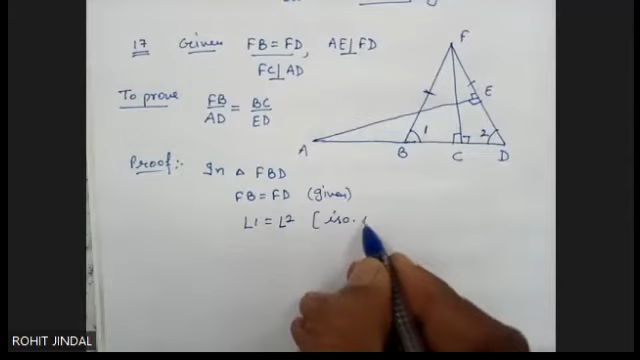 17 Given FB = FD, AE⊥FD
FC⊥AD
To prove FB/AD = BC/ED
Proof:- In △ FBD
FB = FD (given)
∠1 = ∠2 [ iso.
F
E
A
B
C
D
1
2
ROHIT JINDAL